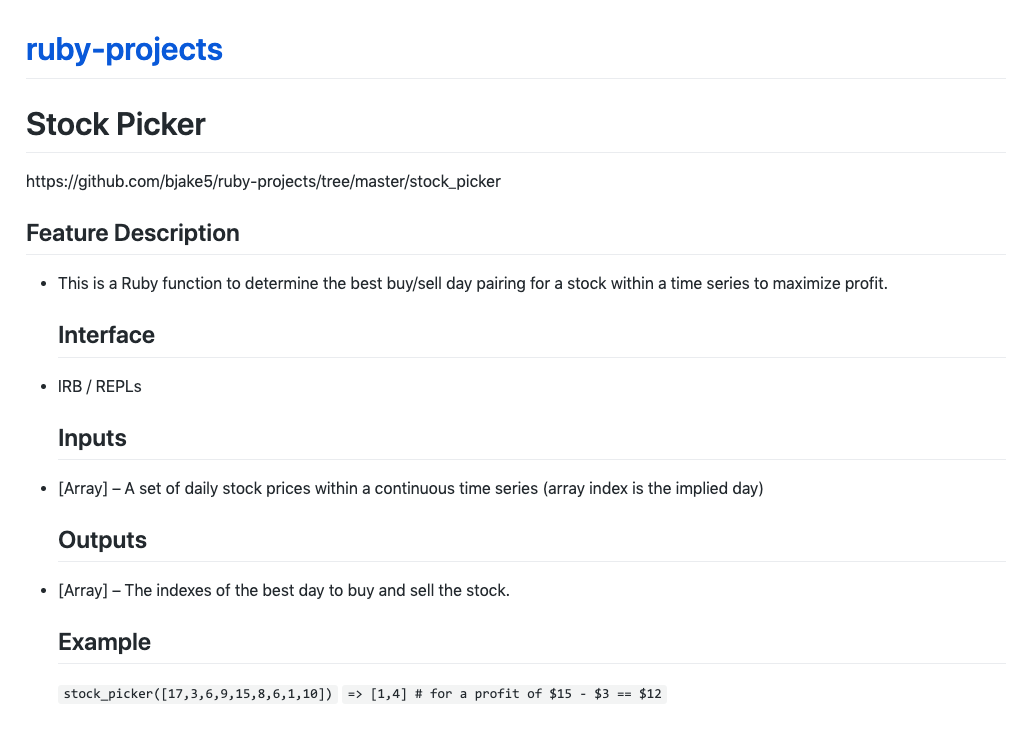 ruby-projects
Stock Picker
https://github.com/bjake5/ruby-projects/tree/master/stock_picker
Feature Description
• This is a Ruby function to determine the best buy/sell day pairing for a stock within a time series to maximize profit.
Interface
• IRB / REPLs
Inputs
• [Array] – A set of daily stock prices within a continuous time series (array index is the implied day)
Outputs
• [Array] – The indexes of the best day to buy and sell the stock.
Example
stock_picker([17,3,6,9,15,8,6,1,10]) => [1,4] # for a profit of $15 - $3 == $12